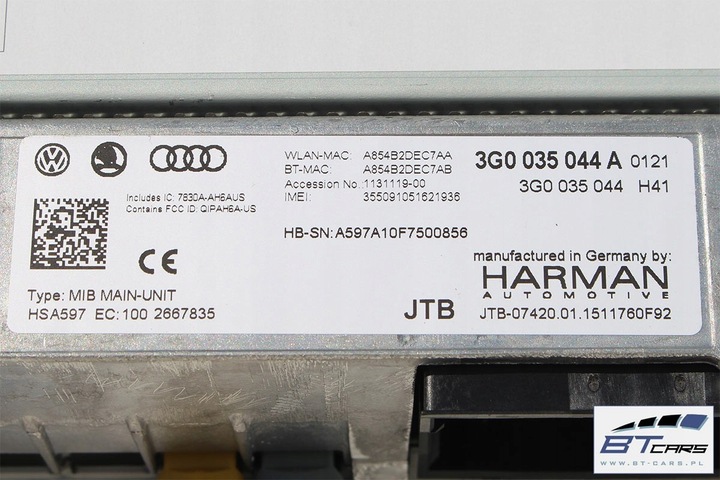 WLAN-MAC: A854B2DEC7AA
BT-MAC: A854B2DEC7AB
Accession No.: 1131119-00
IMEI: 355091051621936
3G0 035 044 A 0121
3G0 035 044 H41
Includes IC: 7830A-AH6AUS
Contains FCC ID: QIPAH6A-US
HB-SN: A597A10F7500856
CE
manufactured in Germany by:
HARMAN
AUTOMOTIVE
Type: MIB MAIN-UNIT
HSA597 EC: 100 2667835
JTB
JTB-07420.01.1511760F92
BT CARS
WWW.BT-CARS.PL